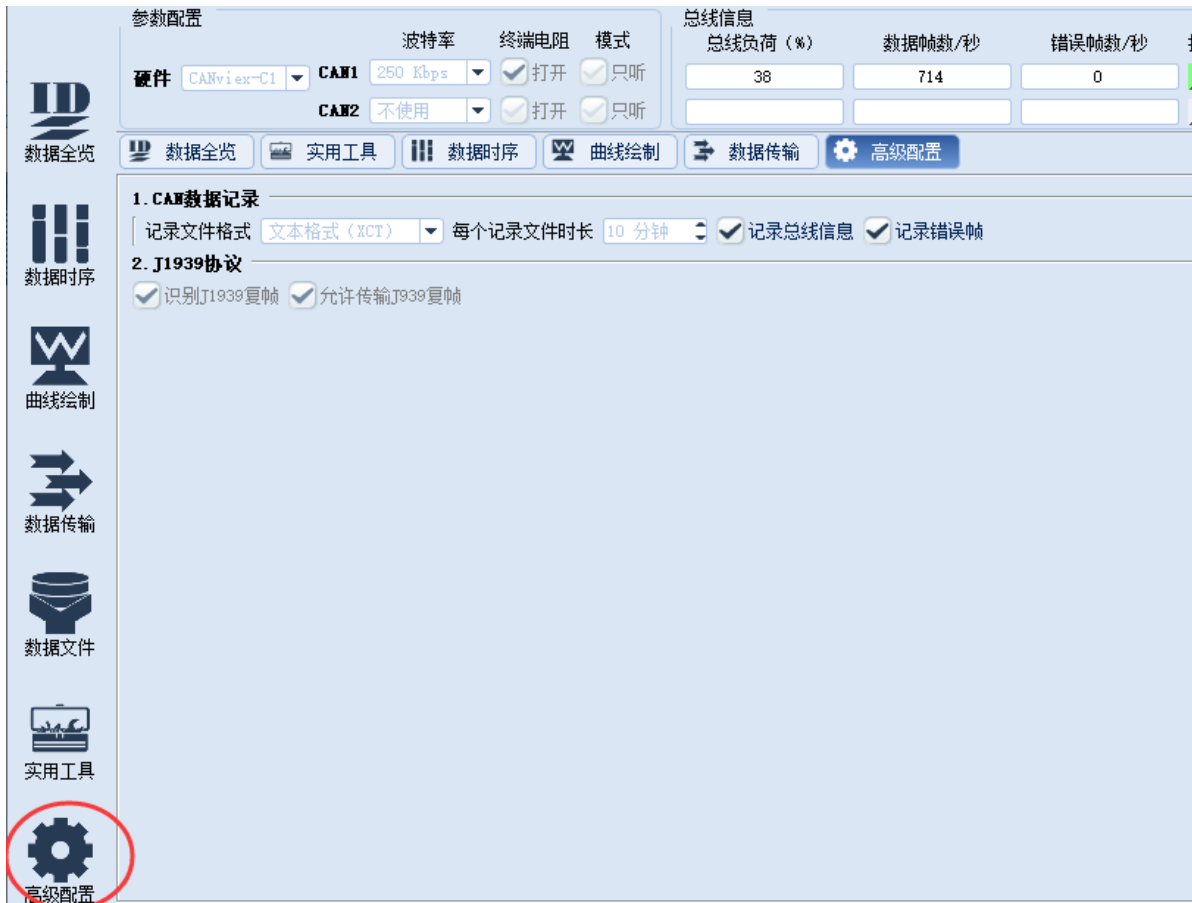 参数配置
总线信息
波特率 终端电阻 模式
总线负荷（%） 数据帧数/秒 错误帧数/秒
硬件 CANviex-C1 CAN1 250 Kbps 打开 只听
38 714 0
CAN2 不使用 打开 只听
数据全览 实用工具 数据时序 曲线绘制 数据传输 高级配置
1.CAN数据记录
记录文件格式 文本格式（XCT） 每个记录文件时长 10 分钟 记录总线信息 记录错误帧
2.J1939协议
识别J1939复帧 允许传输J939复帧
ID
数据全览
数据时序
曲线绘制
数据传输
数据文件
实用工具
高级配置